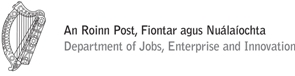 An Roinn Post, Fiontar agus Nuálaíochta
Department of Jobs, Enterprise and Innovation